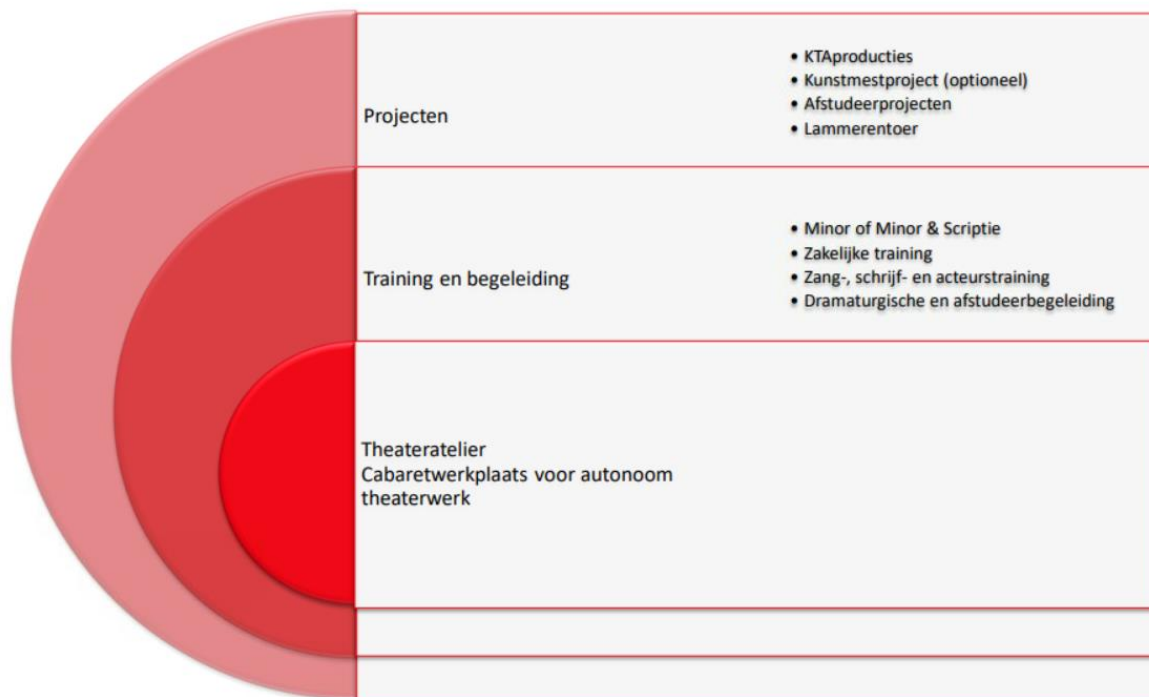 Projecten
• KTAproducties
• Kunstmestproject (optioneel)
• Afstudeerprojecten
• Lammerentoer
Training en begeleiding
• Minor of Minor & Scriptie
• Zakelijke training
• Zang-, schrijf- en acteurstraining
• Dramaturgische en afstudeerbegeleiding
Theateratelier
Cabaretwerkplaats voor autonoom
theaterwerk